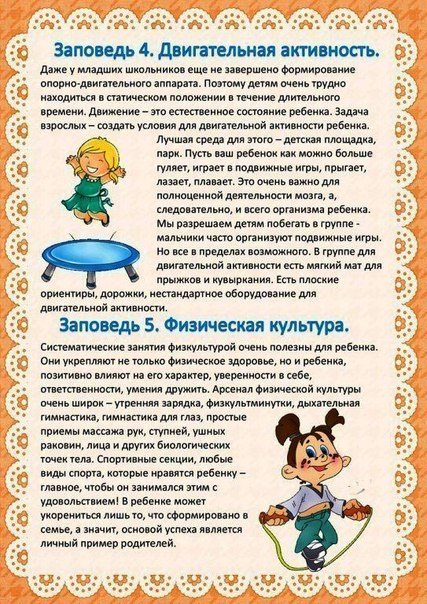 Заповедь 4. Двигательная активность.
Даже у младших школьников еще не завершено формирование
опорно-двигательного аппарата. Поэтому детям очень трудно
находиться в статическом положении в течение длительного
времени. Движение – это естественное состояние ребенка. Задача
взрослых – создать условия для двигательной активности ребенка.
Лучшая среда для этого – детская площадка,
парк. Пусть ваш ребенок как можно больше
гуляет, играет в подвижные игры, прыгает,
лазает, плавает. Это очень важно для
полноценной деятельности мозга, а,
следовательно, и всего организма ребенка.
Мы разрешаем детям побегать в группе -
мальчики часто организуют подвижные игры.
Но все в пределах возможного. В группе для
двигательной активности есть мягкий мат для
прыжков и кувыркания. Есть плоские
ориентиры, дорожки, нестандартное оборудование для
двигательной активности.
Заповедь 5. Физическая культура.
Систематические занятия физкультурой очень полезны для ребенка.
Они укрепляют не только физическое здоровье, но и ребенка,
позитивно влияют на его характер, уверенности в себе,
ответственности, умения дружить. Арсенал физической культуры
очень широк – утренняя зарядка, физкультминутки, дыхательная
гимнастика, гимнастика для глаз, простые
приемы массажа рук, ступней, ушных
раковин, лица и других биологических
точек тела. Спортивные секции, любые
виды спорта, которые нравятся ребенку –
главное, чтобы он занимался этим с
удовольствием! В ребенке может
укорениться лишь то, что сформировано в
семье, а значит, основой успеха является
личный пример родителей.